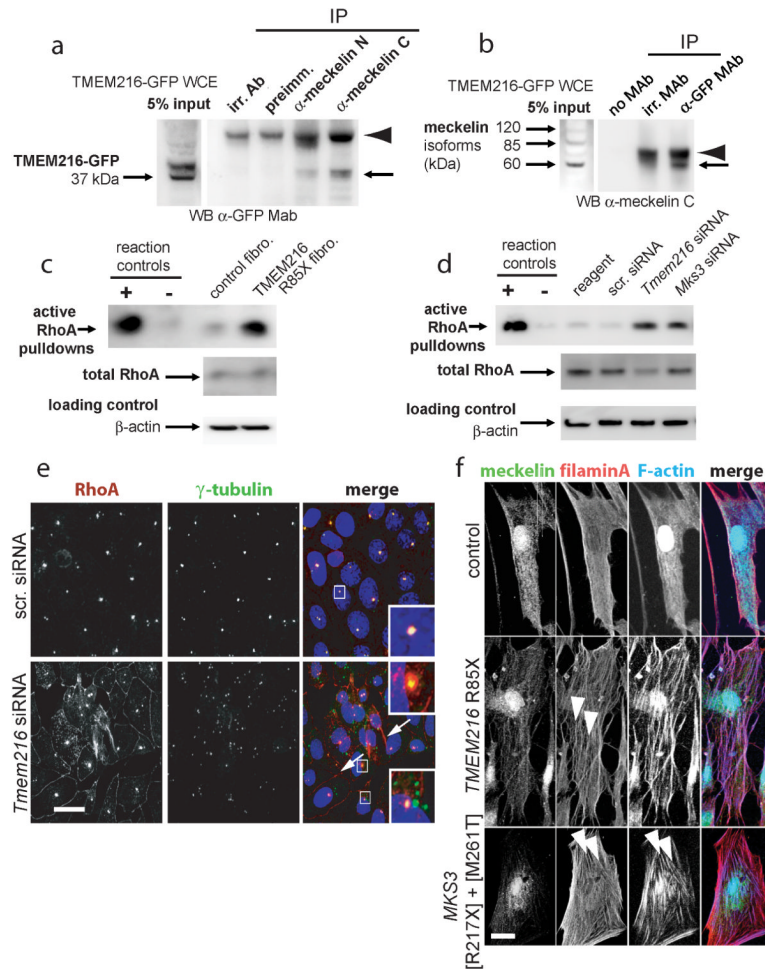 a
IP
TMEM216-GFP WCE
5% input
irr. Ab
preimm.
α-meckelin N
α-meckelin C
TMEM216-GFP
37 kDa
WB α-GFP Mab
b
IP
TMEM216-GFP WCE
5% input
no MAb
irr. MAb
α-GFP MAb
meckelin
isoforms
(kDa)
120
85
60
WB α-meckelin C
c
reaction
controls
+ -
control fibro.
TMEM216
R85X fibro.
active
RhoA
pulldowns
total RhoA
loading control
β-actin
d
reaction
controls
+ -
reagent
scr. siRNA
Tmem216 siRNA
Mks3 siRNA
active
RhoA
pulldowns
total RhoA
loading control
β-actin
e
RhoA γ-tubulin merge
scr. siRNA
Tmem216 siRNA
f
meckelin filaminA F-actin merge
control
TMEM216 R85X
MKS3
[R217X] + [M261T]